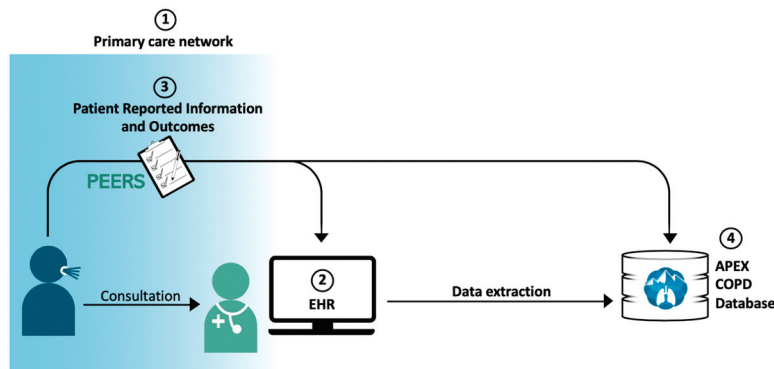 1
Primary care network
3
Patient Reported Information
and Outcomes
PEERS
Consultation
2
EHR
Data extraction
4
APEX
COPD
Database